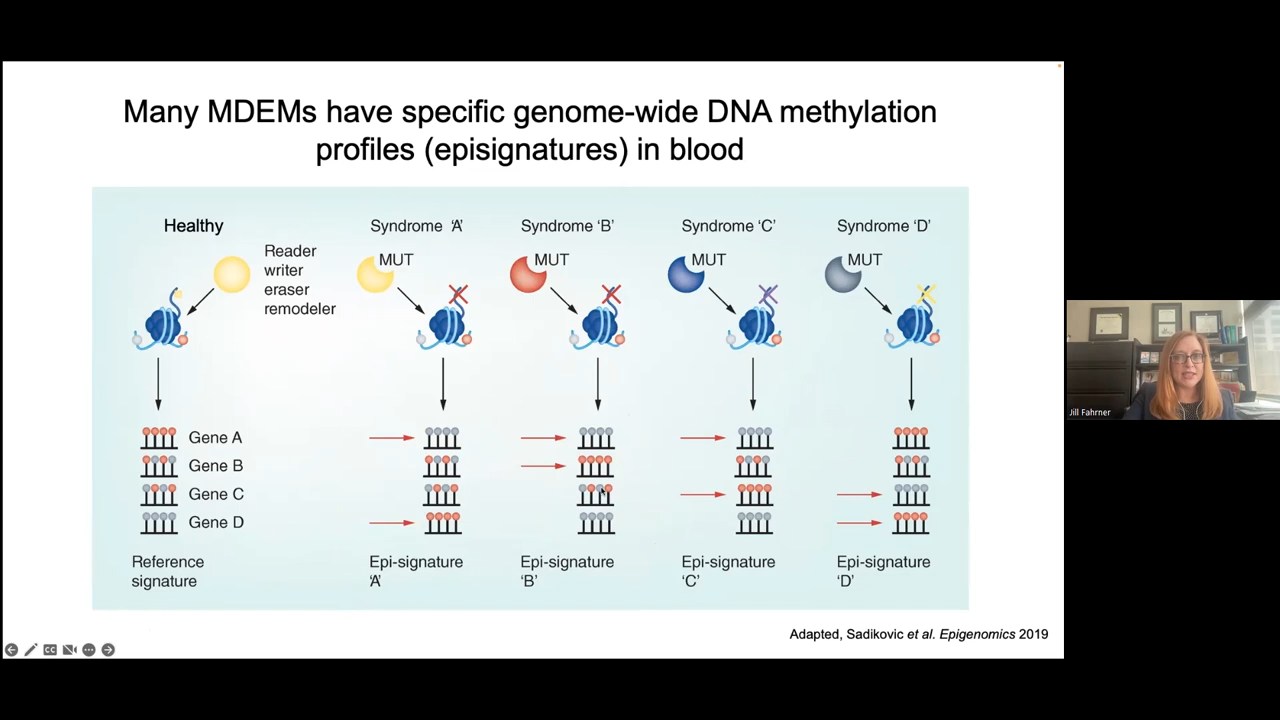 Many MDEMs have specific genome-wide DNA methylation
profiles (episignatures) in blood
Healthy
Syndrome ‘A’
Syndrome ‘B’
Syndrome ‘C’
Syndrome ‘D’
Reader
writer
eraser
remodeler
MUT
MUT
MUT
MUT
Gene A
Gene B
Gene C
Gene D
Reference
signature
Epi-signature
‘A’
Epi-signature
‘B’
Epi-signature
‘C’
Epi-signature
‘D’
Adapted, Sadikovic et al. Epigenomics 2019
CC
Jill Fahrner